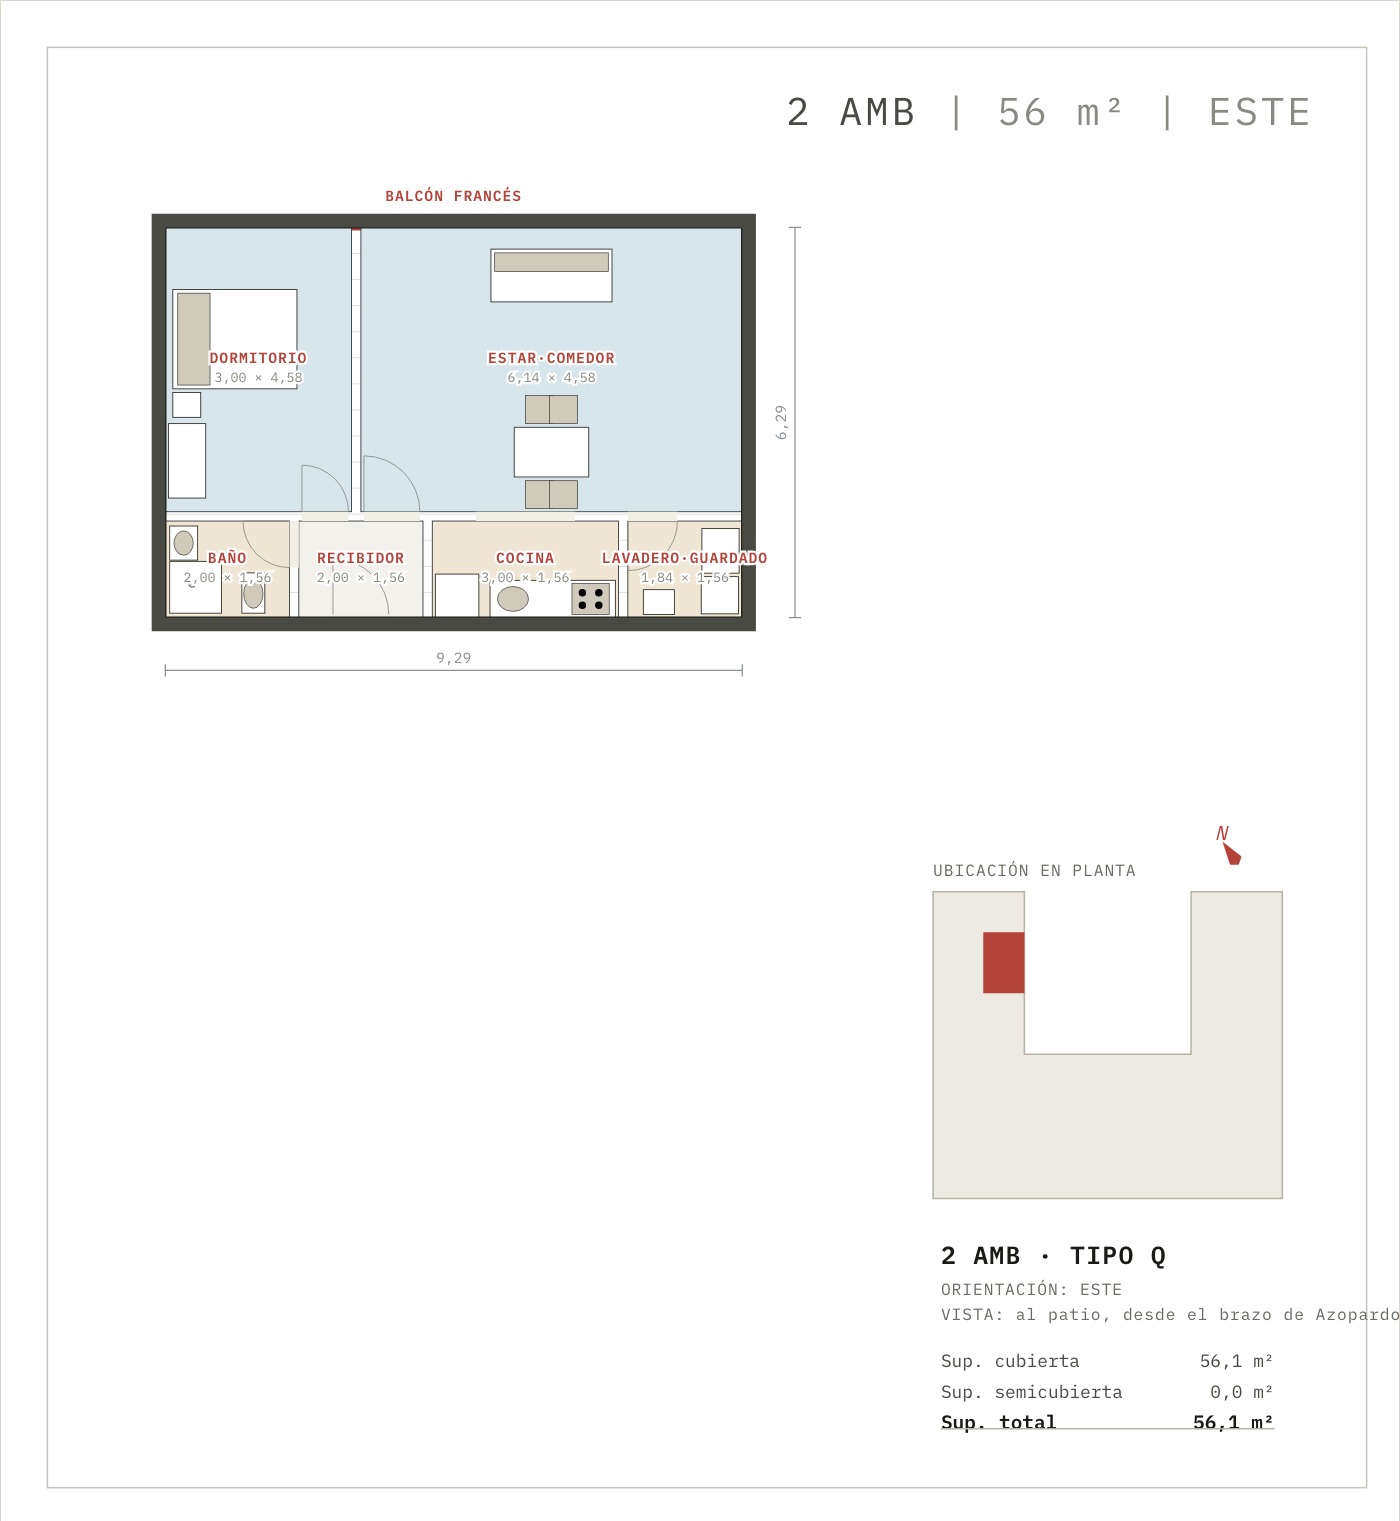 2 AMB | 56 m² | ESTE
BALCÓN FRANCÉS
DORMITORIO
3,00 × 4,58
ESTAR·COMEDOR
6,14 × 4,58
6,29
BAÑO
2,00 × 1,56
RECIBIDOR
2,00 × 1,56
COCINA
3,00 × 1,56
LAVADERO·GUARDADO
1,84 × 1,56
9,29
N
UBICACIÓN EN PLANTA
2 AMB · TIPO Q
ORIENTACIÓN: ESTE
VISTA: al patio, desde el brazo de Azopardo
Sup. cubierta 56,1 m²
Sup. semicubierta 0,0 m²
Sup. total 56,1 m²